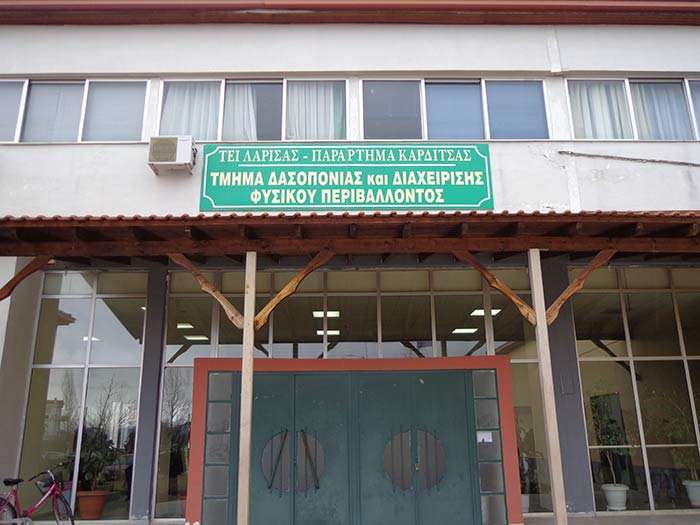 ΤΕΙ ΛΑΡΙΣΑΣ - ΠΑΡΑΡΤΗΜΑ ΚΑΡΔΙΤΣΑΣ
ΤΜΗΜΑ ΔΑΣΟΠΟΝΙΑΣ και ΔΙΑΧΕΙΡΙΣΗΣ
ΦΥΣΙΚΟΥ ΠΕΡΙΒΑΛΛΟΝΤΟΣ